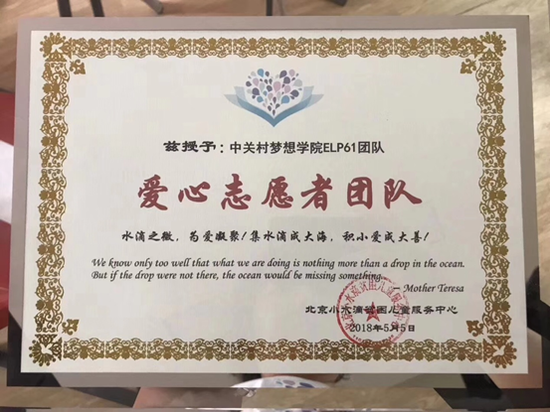 兹授予：中关村梦想学院ELP61团队
爱心志愿者团队
水滴之微，为爱凝聚！集水滴成大海，积小爱成大善！
We know only too well that what we are doing is nothing more than a drop in the ocean.
But if the drop were not there, the ocean would be missing something.
— Mother Teresa
北京小水滴试困儿童服务中心
2018年5月5日